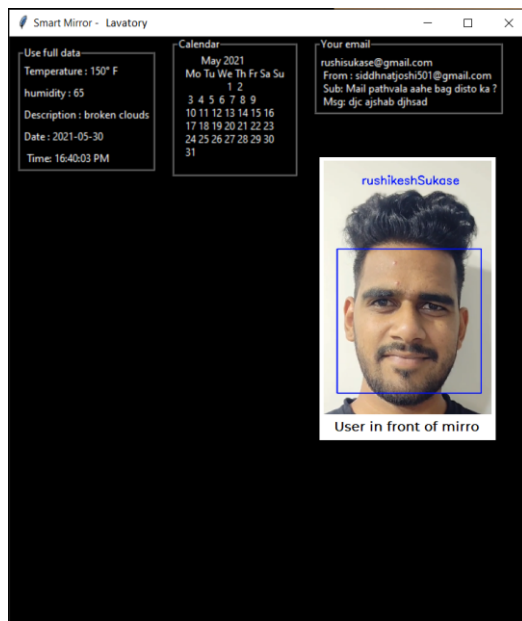 Smart Mirror - Lavatory
Use full data
Temperature : 150° F
humidity : 65
Description : broken clouds
Date : 2021-05-30
Time: 16:40:03 PM
Calendar
May 2021
Mo Tu We Th Fr Sa Su
1 2
3 4 5 6 7 8 9
10 11 12 13 14 15 16
17 18 19 20 21 22 23
24 25 26 27 28 29 30
31
Your email
rushisukase@gmail.com
From : siddhnatjoshi501@gmail.com
Sub: Mail pathvala aahe bag disto ka ?
Msg: djc ajshab djhsad
rushikeshSukase
User in front of mirro